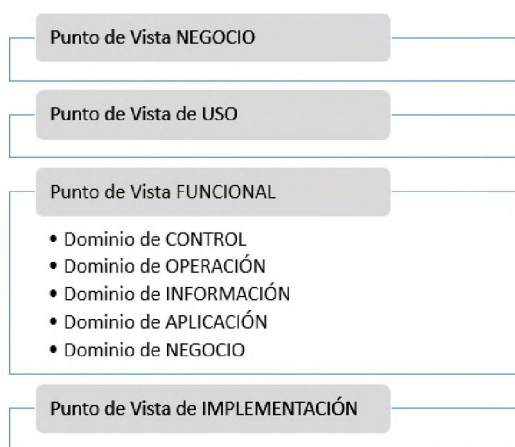 Punto de Vista NEGOCIO
Punto de Vista de USO
Punto de Vista FUNCIONAL
• Dominio de CONTROL
• Dominio de OPERACIÓN
• Dominio de INFORMACIÓN
• Dominio de APLICACIÓN
• Dominio de NEGOCIO
Punto de Vista de IMPLEMENTACIÓN